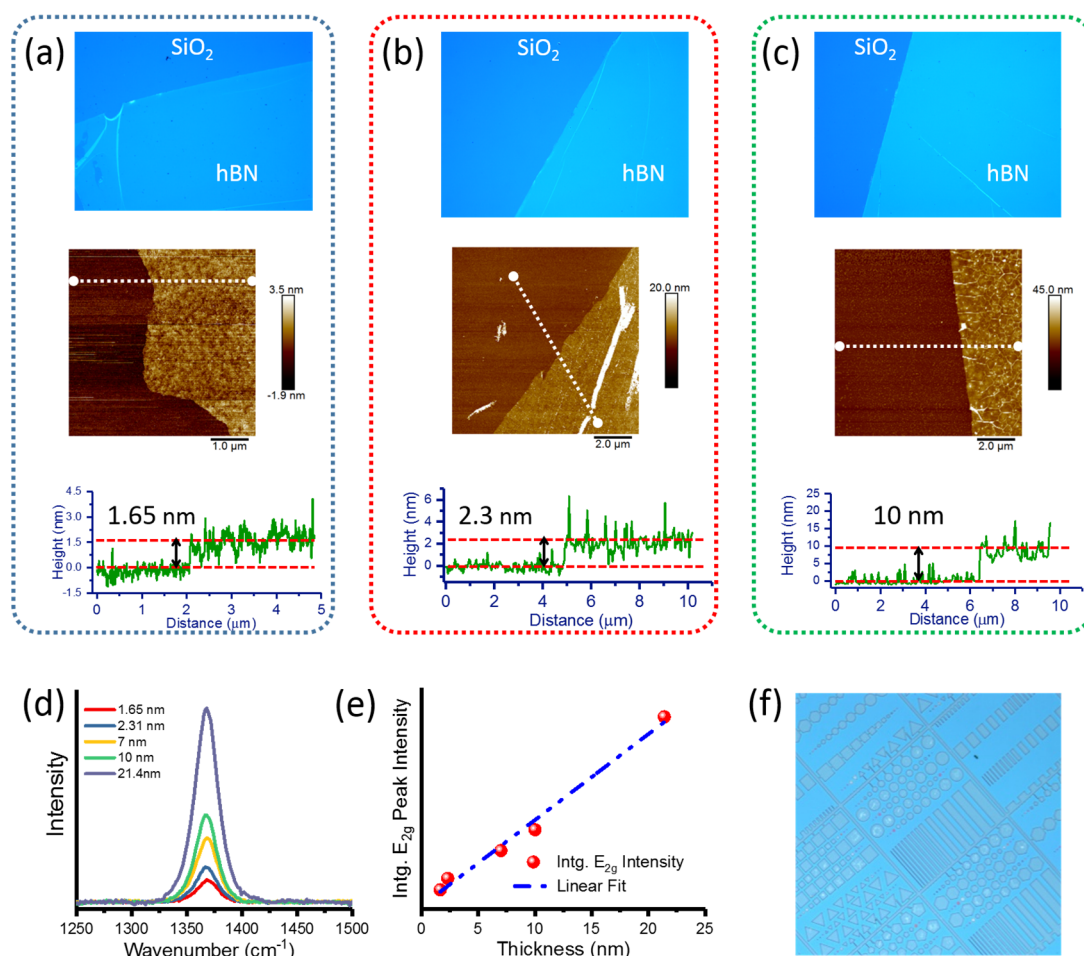 (a)
SiO₂
hBN
3.5 nm
-1.9 nm
1.0 μm
4.5
3.0
1.5
0.0
-1.5
Height (nm)
1.65 nm
0 1 2 3 4 5
Distance (μm)
(b)
SiO₂
hBN
20.0 nm
2.0 μm
6
4
2
0
Height (nm)
2.3 nm
0 2 4 6 8 10
Distance (μm)
(c)
SiO₂
hBN
45.0 nm
2.0 μm
25
20
15
10
5
0
Height (nm)
10 nm
0 2 4 6 8 10
Distance (μm)
(d)
1.65 nm
2.31 nm
7 nm
10 nm
21.4nm
Intensity
1250 1300 1350 1400 1450 1500
Wavenumber (cm⁻¹)
(e)
Intg. E₂g Peak Intensity
Intg. E₂g Intensity
Linear Fit
0 5 10 15 20 25
Thickness (nm)
(f)